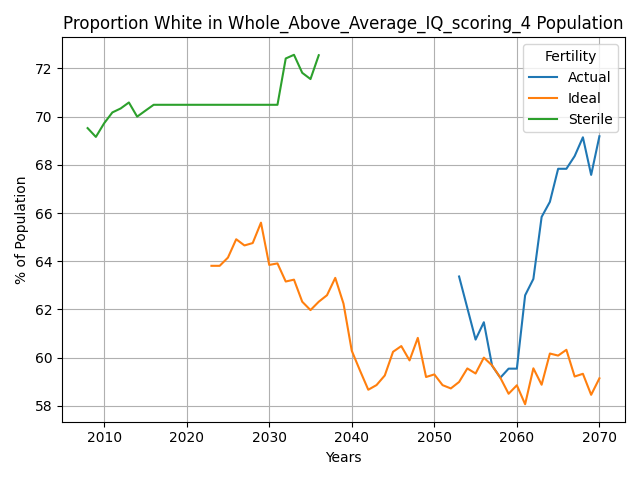 Proportion White in Whole_Above_Average_IQ_scoring_4 Population
Fertility
Actual
Ideal
Sterile
% of Population
72
70
68
66
64
62
60
58
2010 2020 2030 2040 2050 2060 2070
Years